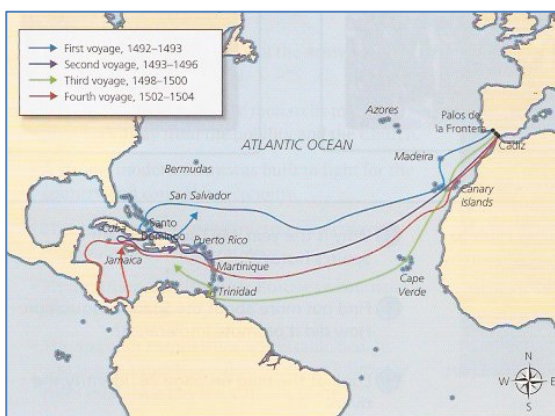 First voyage, 1492-1493
Second voyage, 1493-1496
Third voyage, 1498-1500
Fourth voyage, 1502-1504
Azores
Palos de
la Frontera
Cádiz
ATLANTIC OCEAN
Madeira
Bermudas
Canary
Islands
San Salvador
Cuba
Santo
Domingo
Puerto Rico
Jamaica
Martinique
Trinidad
Cape
Verde
N
W
E
S